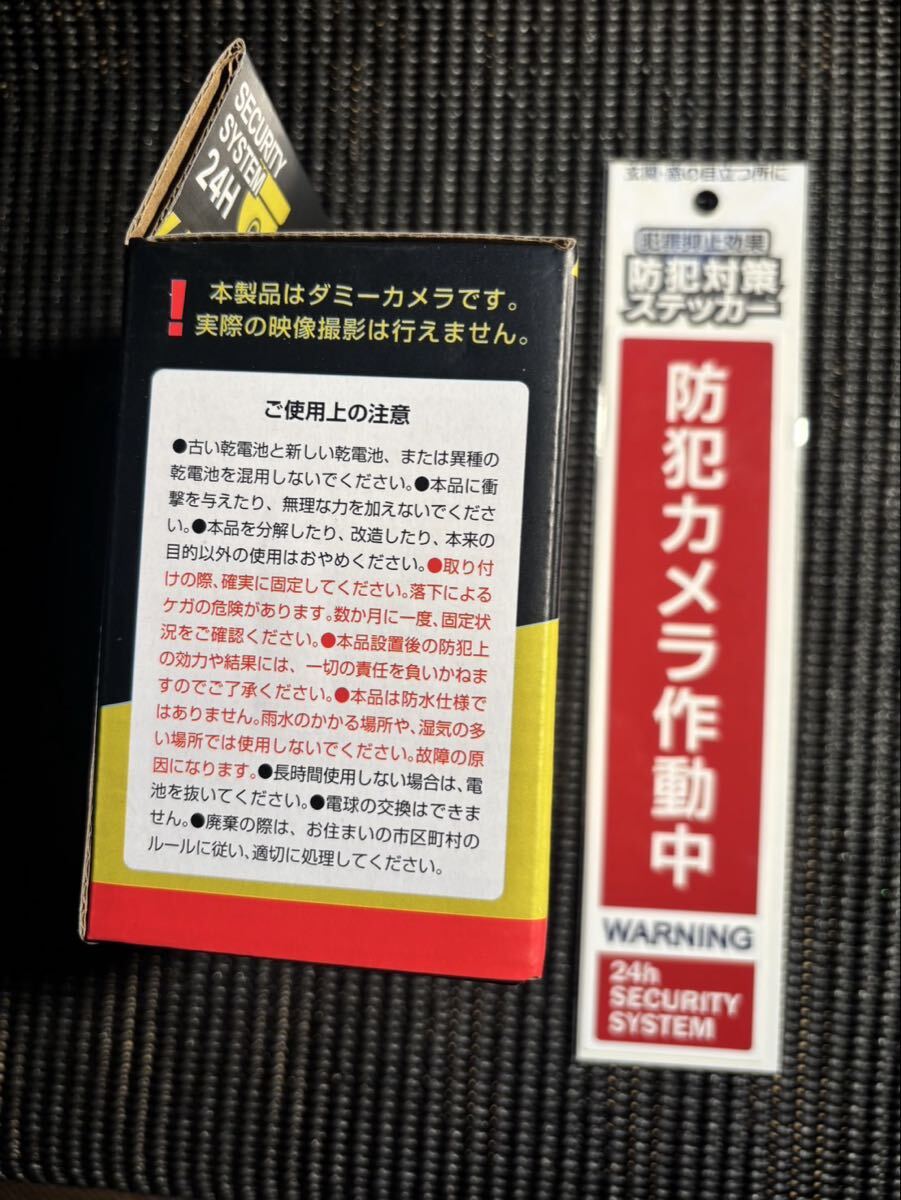 SECURITY
SYSTEM
24H
本製品はダミーカメラです。
実際の映像撮影は行えません。
ご使用上の注意
●古い乾電池と新しい乾電池、または異種の
乾電池を混用しないでください。●本品に衝
撃を与えたり、無理な力を加えないでくださ
い。●本品を分解したり、改造したり、本来の
目的以外の使用はおやめください。●取り付
けの際、確実に固定してください。落下による
ケガの危険があります。数か月に一度、固定状
況をご確認ください。●本品設置後の防犯上
の効力や結果には、一切の責任を負いかねま
すのでご了承ください。●本品は防水仕様で
はありません。雨水のかかる場所や、湿気の多
い場所では使用しないでください。故障の原
因になります。●長時間使用しない場合は、電
池を抜いてください。●電球の交換はできま
せん。●廃棄の際は、お住まいの市区町村の
ルールに従い、適切に処理してください。
玄関・窓の目立つ所に
犯罪抑止効果
防犯対策
ステッカー
防犯カメラ作動中
WARNING
24h
SECURITY
SYSTEM